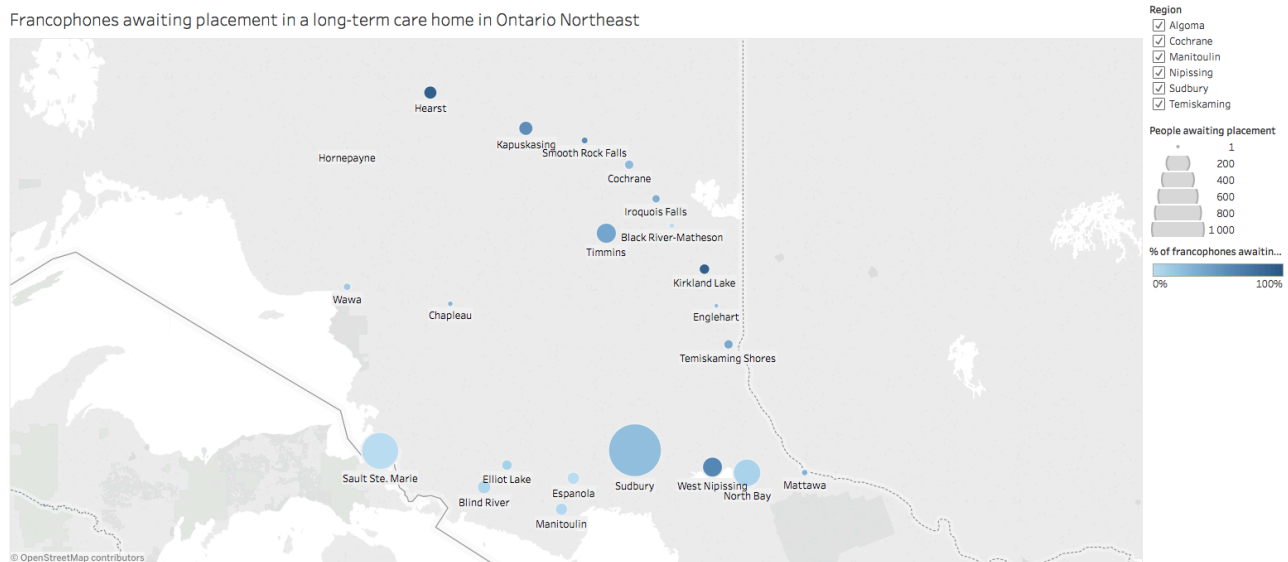 Francophones awaiting placement in a long-term care home in Ontario Northeast
Region
Algoma
Cochrane
Manitoulin
Nipissing
Sudbury
Temiskaming
People awaiting placement
1
200
400
600
800
1 000
% of francophones awaitin...
0% 100%
Hearst
Kapuskasing
Smooth Rock Falls
Hornepayne
Cochrane
Iroquois Falls
Black River-Matheson
Timmins
Kirkland Lake
Wawa
Chapleau
Englehart
Temiskaming Shores
Sault Ste. Marie
Elliot Lake
Blind River
Espanola
Manitoulin
Sudbury
West Nipissing
North Bay
Mattawa
© OpenStreetMap contributors